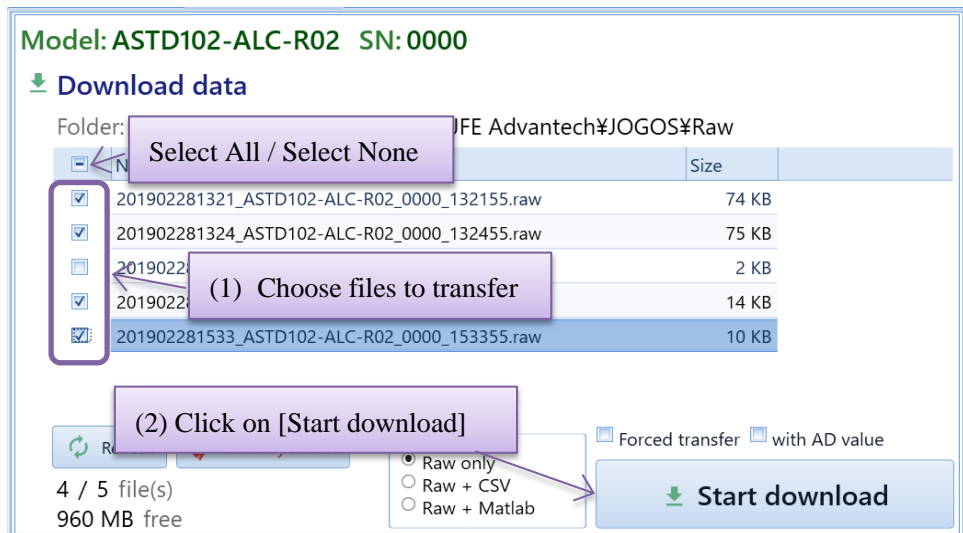 Model: ASTD102-ALC-R02 SN: 0000
Download data
Folder: JFE Advantech¥JOGOS¥Raw
Select All / Select None
Size
201902281321_ASTD102-ALC-R02_0000_132155.raw 74 KB
201902281324_ASTD102-ALC-R02_0000_132455.raw 75 KB
2 KB
(1) Choose files to transfer
14 KB
201902281533_ASTD102-ALC-R02_0000_153355.raw 10 KB
(2) Click on [Start download]
Forced transfer with AD value
Raw only
Raw + CSV
Raw + Matlab
Start download
4 / 5 file(s)
960 MB free